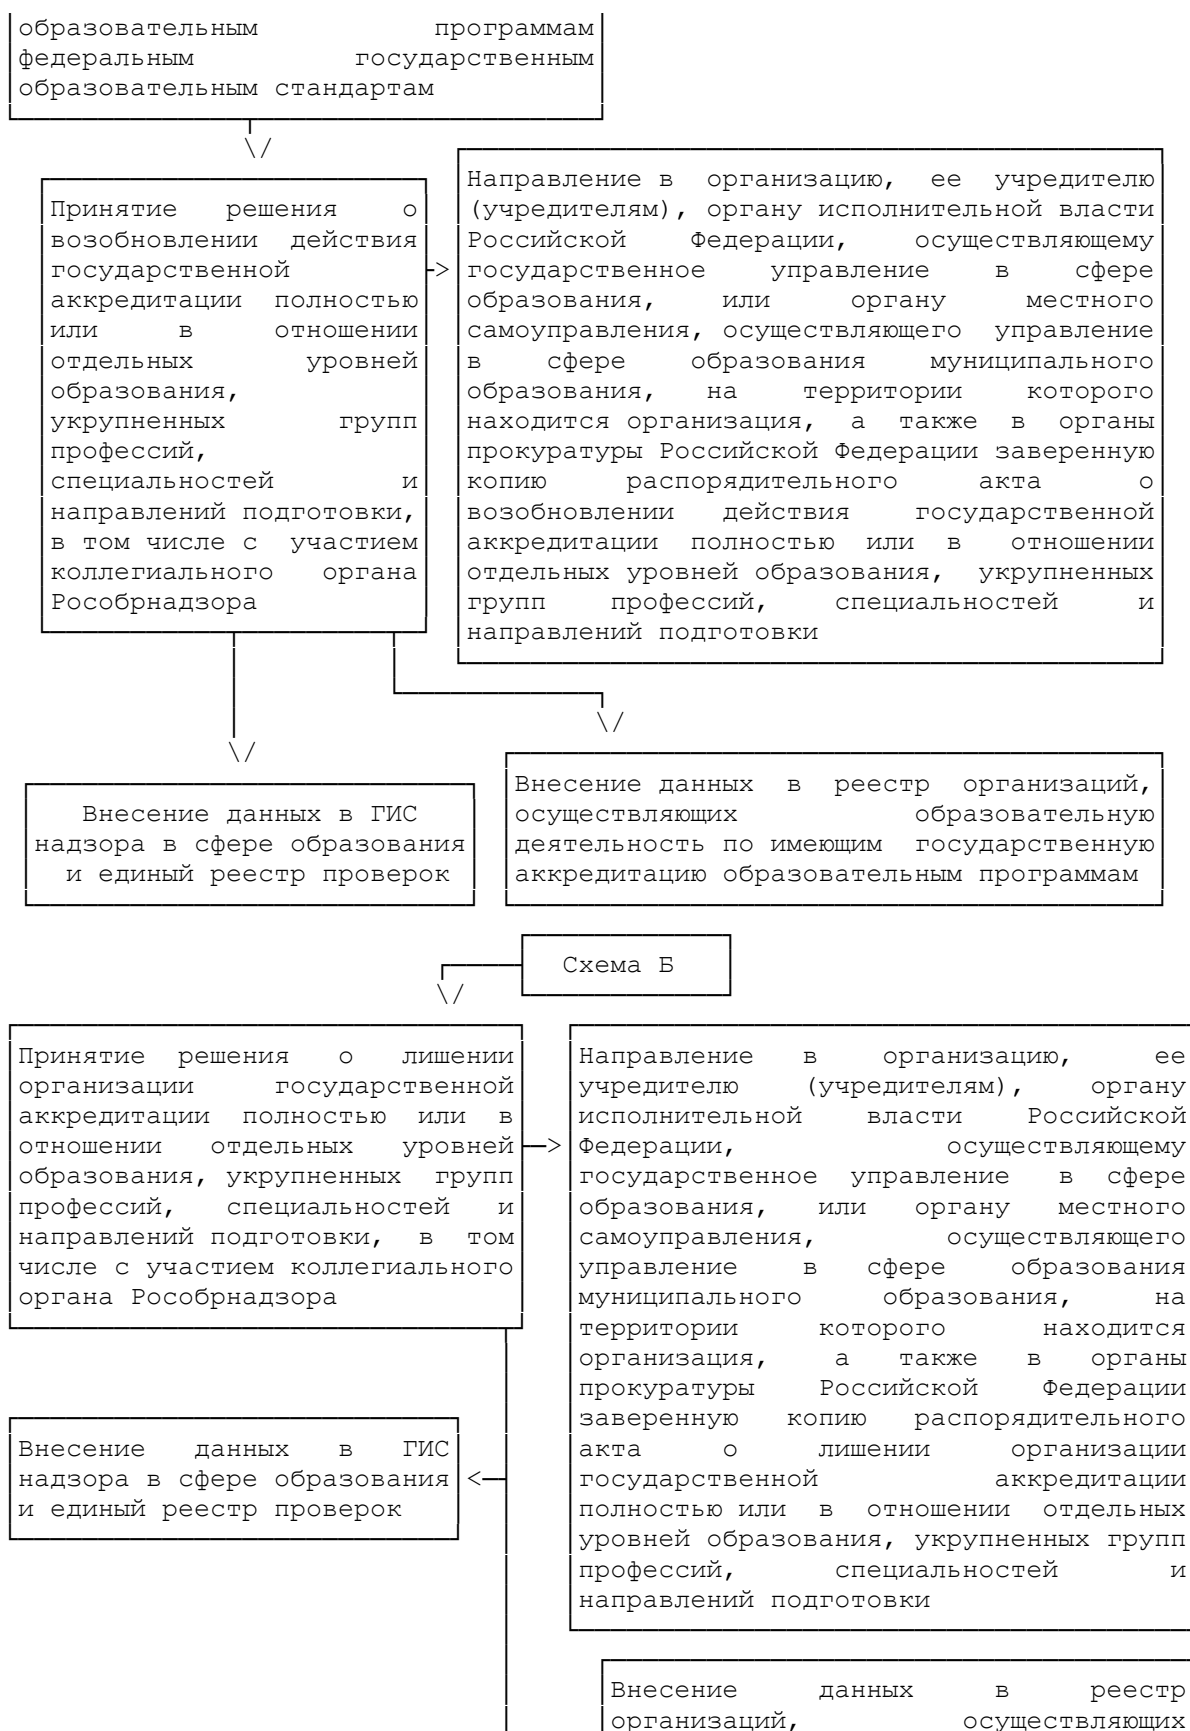 образовательным программам
федеральным государственным
образовательным стандартам
Принятие решения о
возобновлении действия
государственной
аккредитации полностью
или в отношении
отдельных уровней
образования,
укрупненных групп
профессий,
специальностей и
направлений подготовки,
в том числе с участием
коллегиального органа
Рособрнадзора
Направление в организацию, ее учредителю
(учредителям), органу исполнительной власти
Российской Федерации, осуществляющему
государственное управление в сфере
образования, или органу местного
самоуправления, осуществляющего управление
в сфере образования муниципального
образования, на территории которого
находится организация, а также в органы
прокуратуры Российской Федерации заверенную
копию распорядительного акта о
возобновлении действия государственной
аккредитации полностью или в отношении
отдельных уровней образования, укрупненных
групп профессий, специальностей и
направлений подготовки
Внесение данных в ГИС
надзора в сфере образования
и единый реестр проверок
Внесение данных в реестр организаций,
осуществляющих образовательную
деятельность по имеющим государственную
аккредитацию образовательным программам
Схема Б
Принятие решения о лишении
организации государственной
аккредитации полностью или в
отношении отдельных уровней
образования, укрупненных групп
профессий, специальностей и
направлений подготовки, в том
числе с участием коллегиального
органа Рособрнадзора
Направление в организацию, ее
учредителю (учредителям), органу
исполнительной власти Российской
Федерации, осуществляющему
государственное управление в сфере
образования, или органу местного
самоуправления, осуществляющего
управление в сфере образования
муниципального образования, на
территории которого находится
организация, а также в органы
прокуратуры Российской Федерации
заверенную копию распорядительного
акта о лишении организации
государственной аккредитации
полностью или в отношении отдельных
уровней образования, укрупненных групп
профессий, специальностей и
направлений подготовки
Внесение данных в ГИС
надзора в сфере образования
и единый реестр проверок
Внесение данных в реестр
организаций, осуществляющих